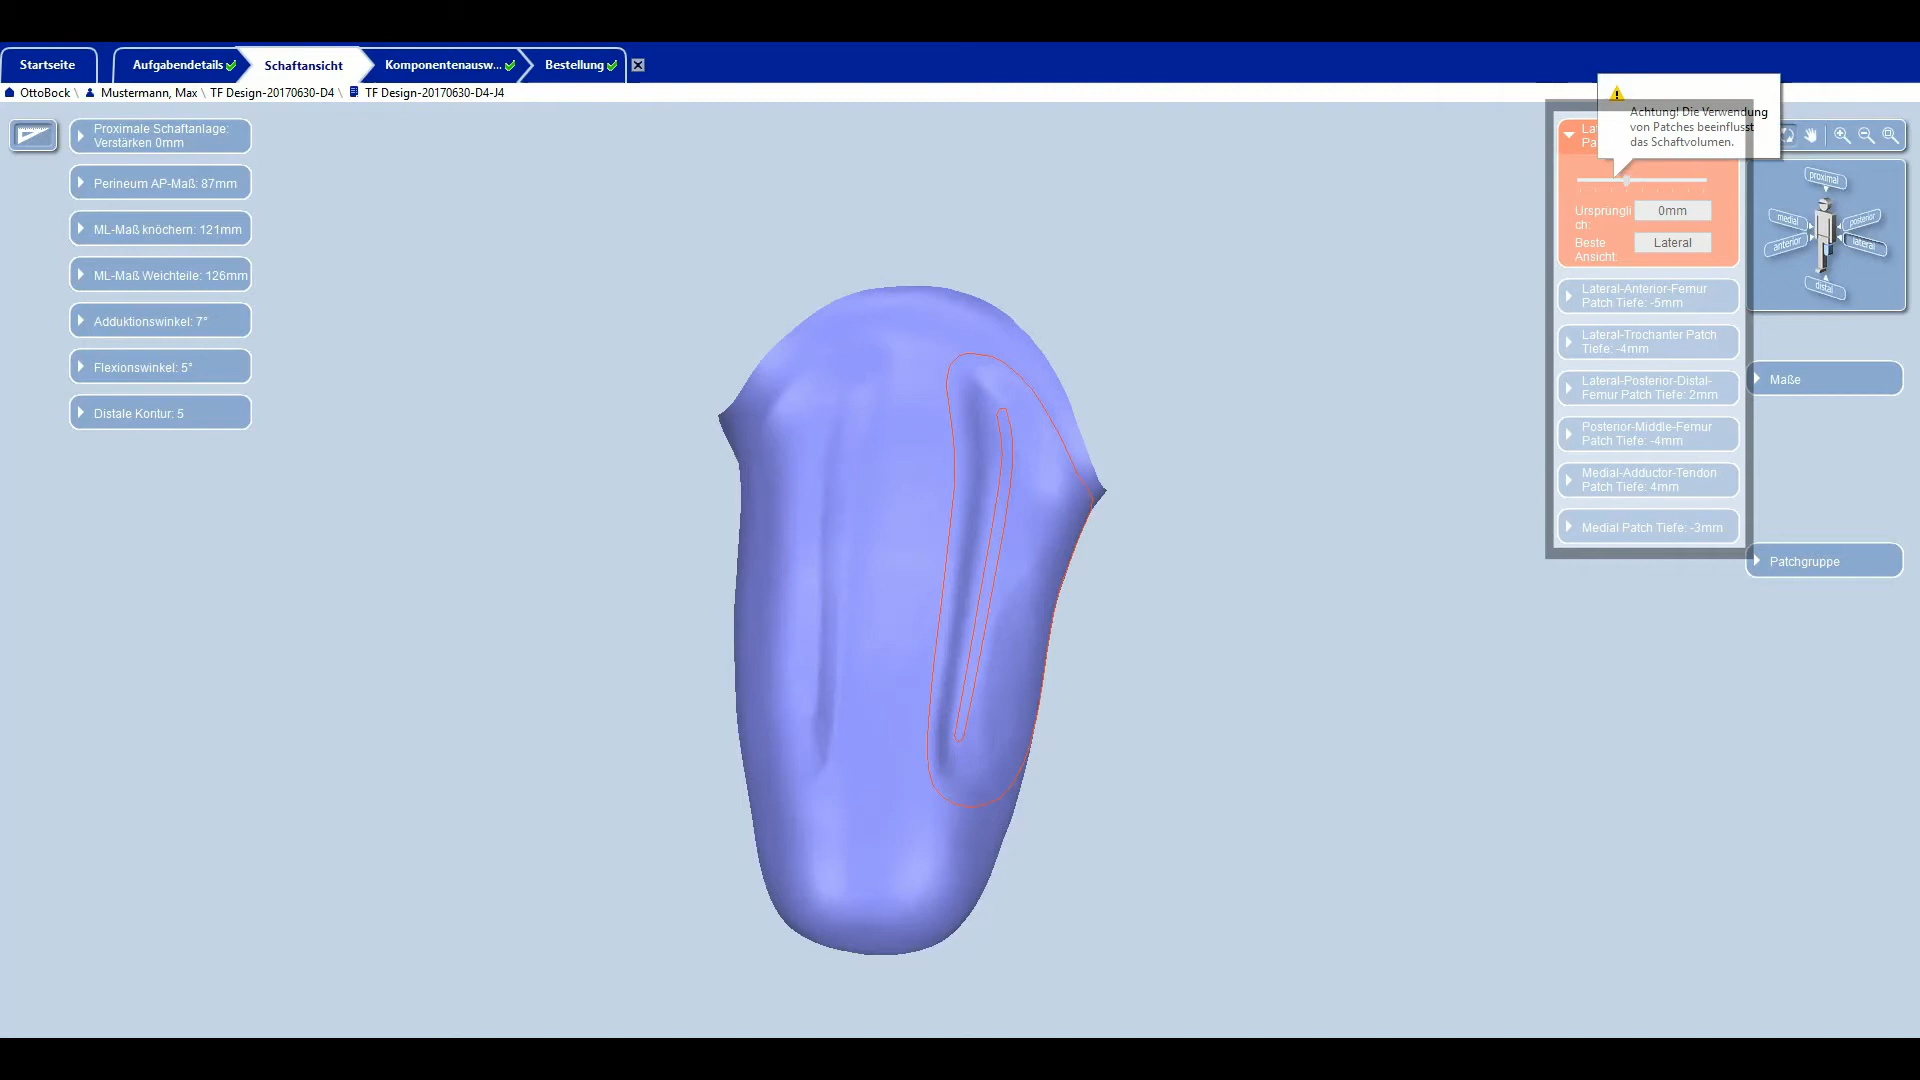 Startseite
Aufgabendetails
Schaftansicht
Komponentenausw...
Bestellung
OttoBock \ Mustermann, Max \ TF Design-20170630-D4 \ TF Design-20170630-D4-J4
Proximale Schaftanlage:
Verstärken 0mm
Perineum AP-Maß: 87mm
ML-Maß knöchern: 121mm
ML-Maß Weichteile: 126mm
Adduktionswinkel: 7°
Flexionswinkel: 5°
Distale Kontur: 5
Achtung! Die Verwendung
von Patches beeinflusst
das Schaftvolumen.
Ursprüngli
ch:
0mm
Beste
Ansicht:
Lateral
Lateral-Anterior-Femur
Patch Tiefe: -5mm
Lateral-Trochanter Patch
Tiefe: -4mm
Lateral-Posterior-Distal-
Femur Patch Tiefe: 2mm
Posterior-Middle-Femur
Patch Tiefe: -4mm
Medial-Adductor-Tendon
Patch Tiefe: 4mm
Medial Patch Tiefe: -3mm
proximal
medial
posterior
anterior
lateral
distal
Maße
Patchgruppe